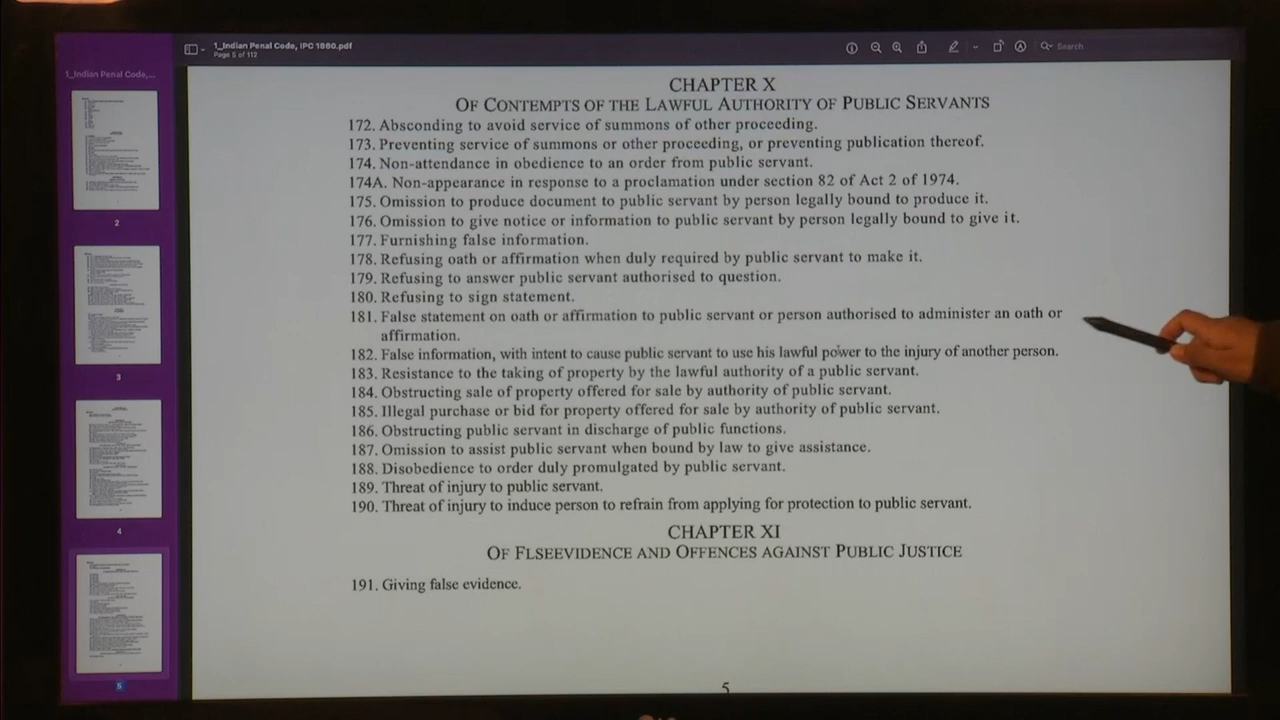 1_Indian Penal Code, IPC 1860.pdf
Page 5 of 112
Search
1_Indian Penal Code,...
2
3
4
5
CHAPTER X
OF CONTEMPTS OF THE LAWFUL AUTHORITY OF PUBLIC SERVANTS
172. Absconding to avoid service of summons of other proceeding.
173. Preventing service of summons or other proceeding, or preventing publication thereof.
174. Non-attendance in obedience to an order from public servant.
174A. Non-appearance in response to a proclamation under section 82 of Act 2 of 1974.
175. Omission to produce document to public servant by person legally bound to produce it.
176. Omission to give notice or information to public servant by person legally bound to give it.
177. Furnishing false information.
178. Refusing oath or affirmation when duly required by public servant to make it.
179. Refusing to answer public servant authorised to question.
180. Refusing to sign statement.
181. False statement on oath or affirmation to public servant or person authorised to administer an oath or
affirmation.
182. False information, with intent to cause public servant to use his lawful power to the injury of another person.
183. Resistance to the taking of property by the lawful authority of a public servant.
184. Obstructing sale of property offered for sale by authority of public servant.
185. Illegal purchase or bid for property offered for sale by authority of public servant.
186. Obstructing public servant in discharge of public functions.
187. Omission to assist public servant when bound by law to give assistance.
188. Disobedience to order duly promulgated by public servant.
189. Threat of injury to public servant.
190. Threat of injury to induce person to refrain from applying for protection to public servant.
CHAPTER XI
OF FLSEEVIDENCE AND OFFENCES AGAINST PUBLIC JUSTICE
191. Giving false evidence.
5